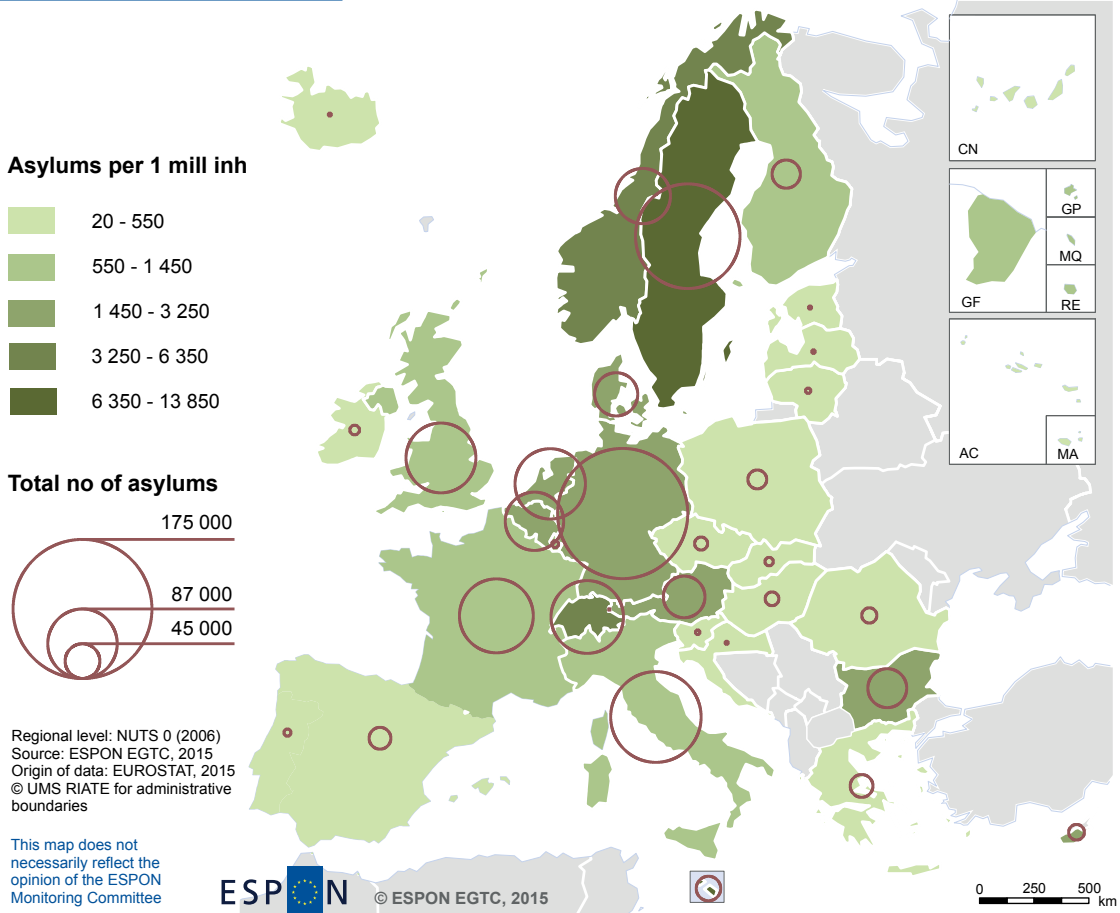 Asylums per 1 mill inh
20 - 550
550 - 1 450
1 450 - 3 250
3 250 - 6 350
6 350 - 13 850
Total no of asylums
175 000
87 000
45 000
Regional level: NUTS 0 (2006)
Source: ESPON EGTC, 2015
Origin of data: EUROSTAT, 2015
© UMS RIATE for administrative
boundaries
This map does not
necessarily reflect the
opinion of the ESPON
Monitoring Committee
ESPON
© ESPON EGTC, 2015
CN
GF
GP
MQ
RE
AC
MA
0 250 500
km